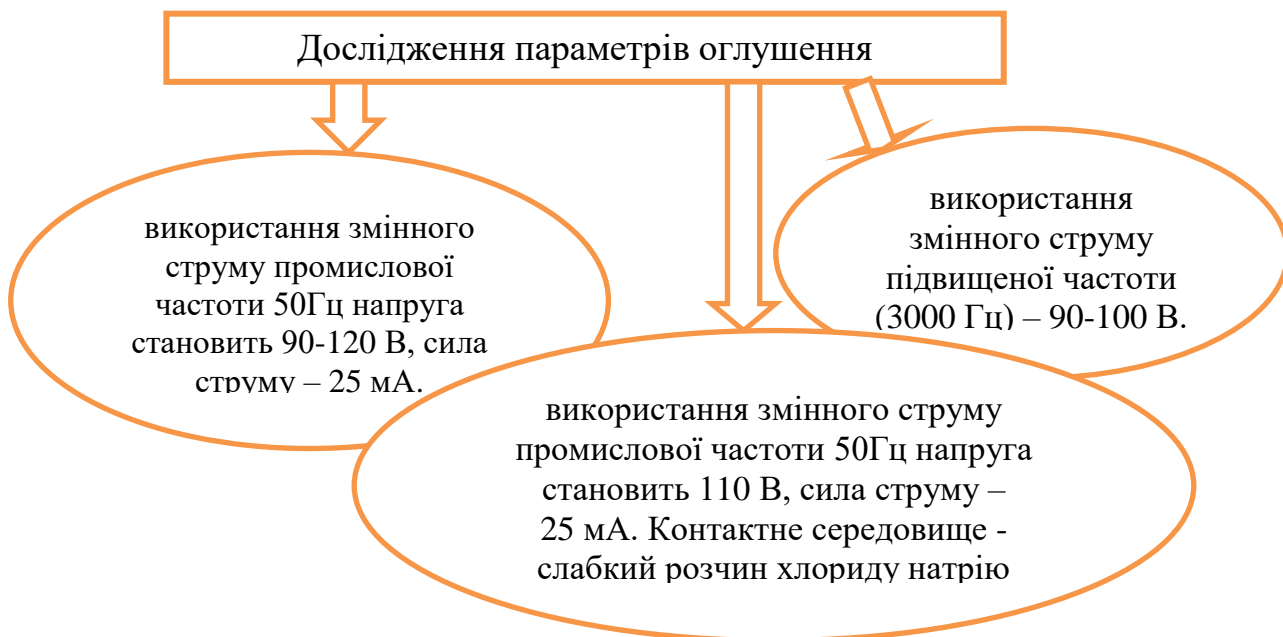 Дослідження параметрів оглушення
використання змінного
струму промислової
частоти 50Гц напруга
становить 90-120 В, сила
струму – 25 мА.
використання
змінного струму
підвищеної частоти
(3000 Гц) – 90-100 В.
використання змінного струму
промислової частоти 50Гц напруга
становить 110 В, сила струму –
25 мА. Контактне середовище -
слабкий розчин хлориду натрію